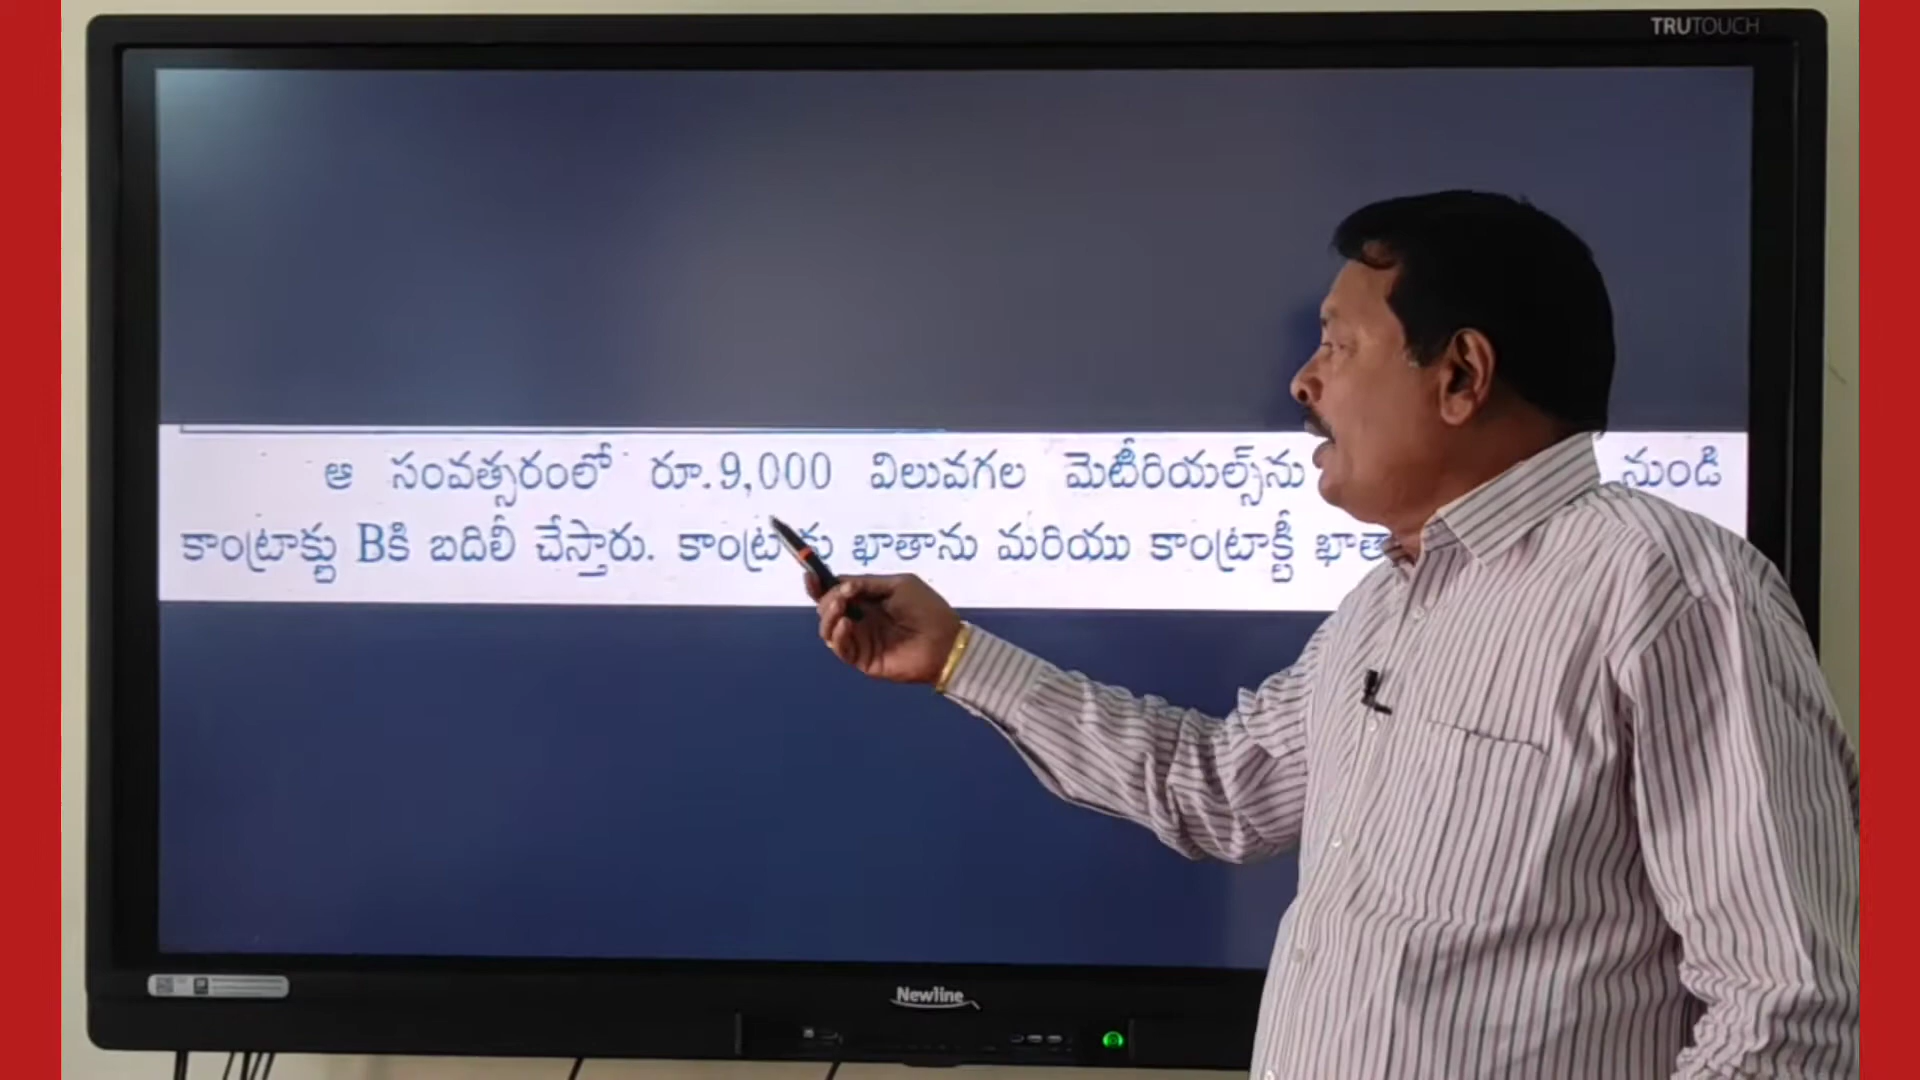 TRUTOUCH
ఆ సంవత్సరంలో రూ.9,000 విలువగల మెటీరియల్స్‌ను నుండి
కాంట్రాక్టు Bకి బదిలీ చేస్తారు. ఖాతాను మరియు కాంట్రాక్టీ
Newline